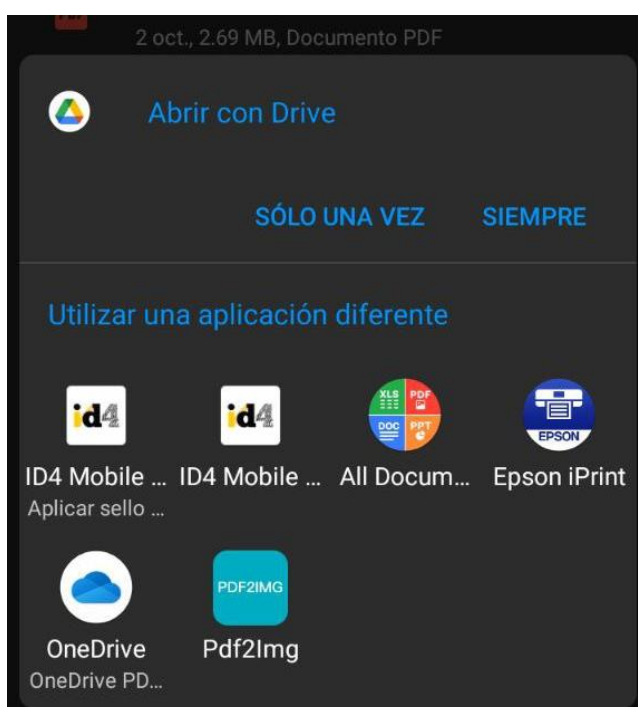 PDF
2 oct., 2.69 MB, Documento PDF
Abrir con Drive
SÓLO UNA VEZ SIEMPRE
Utilizar una aplicación diferente
id4 id4 XLS PDF DOC PPT EPSON
ID4 Mobile ... ID4 Mobile ... All Docum... Epson iPrint
Aplicar sello ...
PDF2IMG
OneDrive Pdf2Img
OneDrive PD...